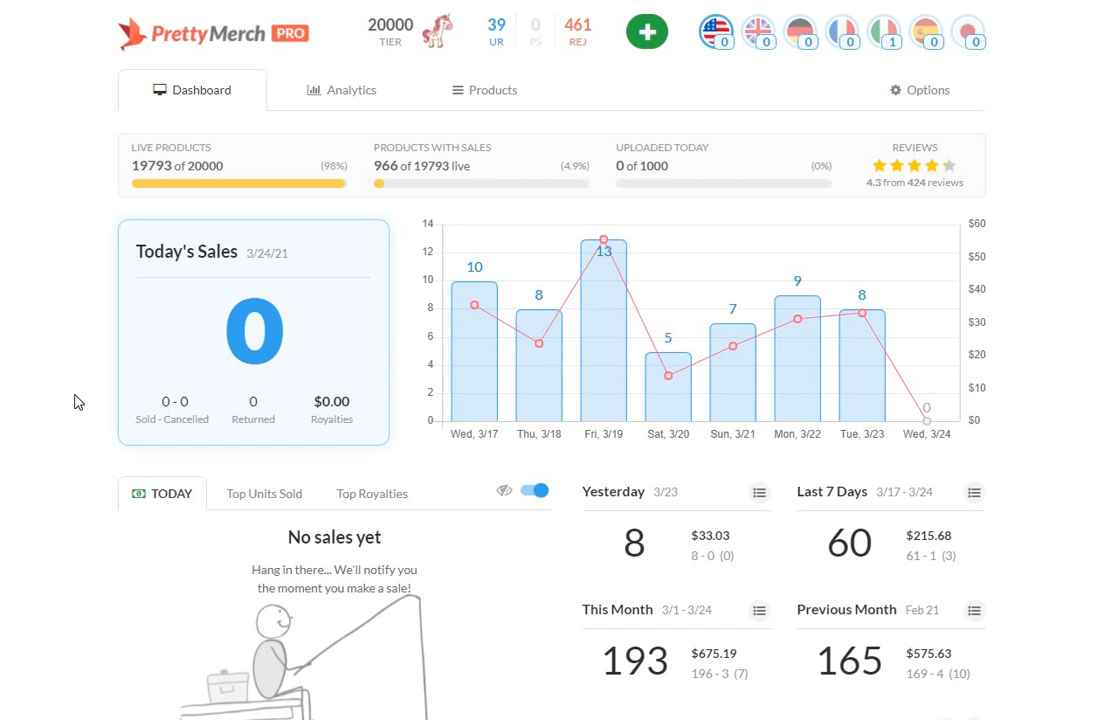 PrettyMerch PRO
20000
TIER
39
UR
0
PS
461
REJ
0
0
0
0
1
0
0
Dashboard
Analytics
Products
Options
LIVE PRODUCTS
19793 of 20000 (98%)
PRODUCTS WITH SALES
966 of 19793 live (4.9%)
UPLOADED TODAY
0 of 1000 (0%)
REVIEWS
4.3 from 424 reviews
Today's Sales 3/24/21
0
0 - 0
Sold - Cancelled
0
Returned
$0.00
Royalties
14
12
10
8
6
4
2
0
10
8
13
5
7
9
8
0
$60
$50
$40
$30
$20
$10
$0
Wed, 3/17
Thu, 3/18
Fri, 3/19
Sat, 3/20
Sun, 3/21
Mon, 3/22
Tue, 3/23
Wed, 3/24
TODAY
Top Units Sold
Top Royalties
No sales yet
Hang in there... We'll notify you
the moment you make a sale!
Yesterday 3/23
8
$33.03
8 - 0 (0)
Last 7 Days 3/17 - 3/24
60
$215.68
61 - 1 (3)
This Month 3/1 - 3/24
193
$675.19
196 - 3 (7)
Previous Month Feb 21
165
$575.63
169 - 4 (10)